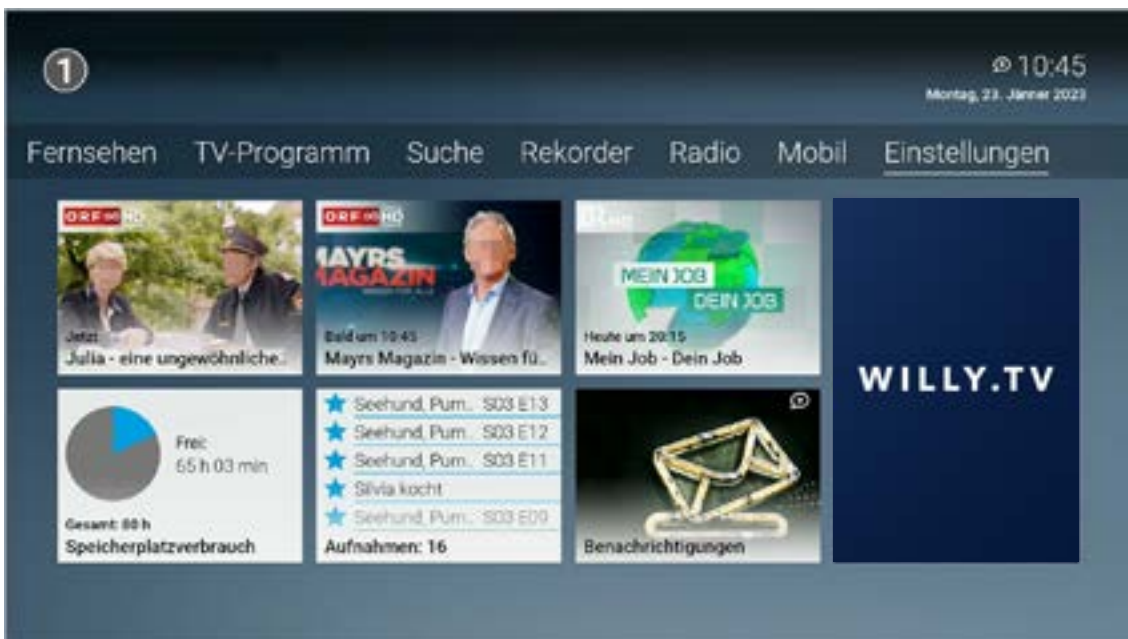 1
10:45
Montag, 23. Jänner 2023
Fernsehen TV-Programm Suche Rekorder Radio Mobil Einstellungen
ORF HD
Jetzt
Julia - eine ungewöhnliche..
ORF HD
MAYRS
MAGAZIN
Bald um 10:45
Mayrs Magazin - Wissen fü..
MEIN JOB
DEIN JOB
Heute um 20:15
Mein Job - Dein Job
WILLY.TV
Frei:
65 h 03 min
Gesamt: 80 h
Speicherplatzverbrauch
Seehund, Pum.. S03 E13
Seehund, Pum.. S03 E12
Seehund, Pum.. S03 E11
Silvia kocht
Seehund, Pum.. S03 E09
Aufnahmen: 16
Benachrichtigungen